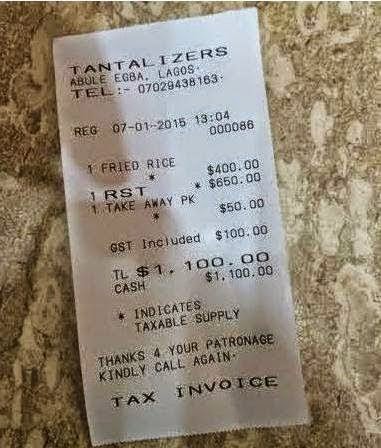 TANTALIZERS
ABULE EGBA, LAGOS.
TEL:- 07029438163.
REG 07-01-2015 13:04
000086
1 FRIED RICE $400.00
*
1 RST * $650.00
1 TAKE AWAY PK $50.00
*
GST Included $100.00
TL $1,100.00
CASH $1,100.00
* INDICATES
TAXABLE SUPPLY
THANKS 4 YOUR PATRONAGE
KINDLY CALL AGAIN.
TAX INVOICE